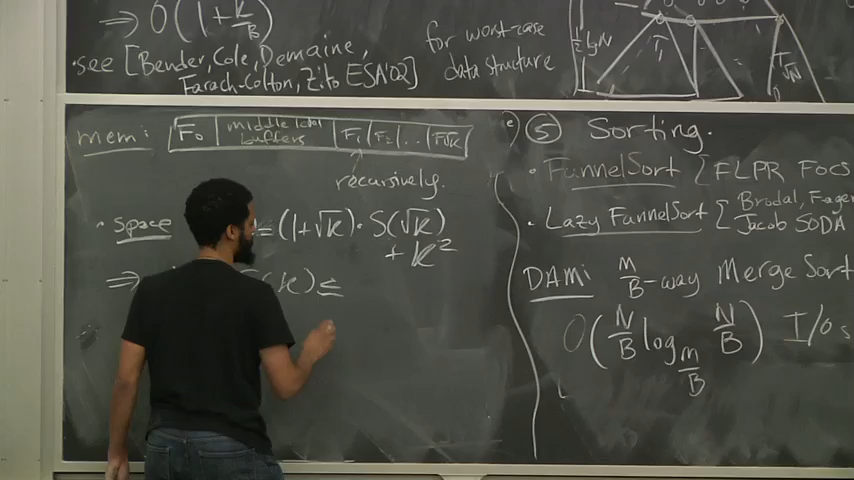 ⇒ O(1+k/B)
• see [Bender, Cole, Demaine,
Farach-Colton, Zito ESA'02]
for worst-case
data structure
½ lg N
mem: F₀ middle level buffers F₁ F₂ ... F√k
recursively.
• space ≤ (1+√k)·S(√k)
+ k²
⇒ (k) ≤
⑤ Sorting.
• FunnelSort [FLPR FOCS
• Lazy FunnelSort [Brodal,
Jacob SODA
DAM: M/B-way Merge Sort
O(N/B log_{M/B} N/B) I/Os